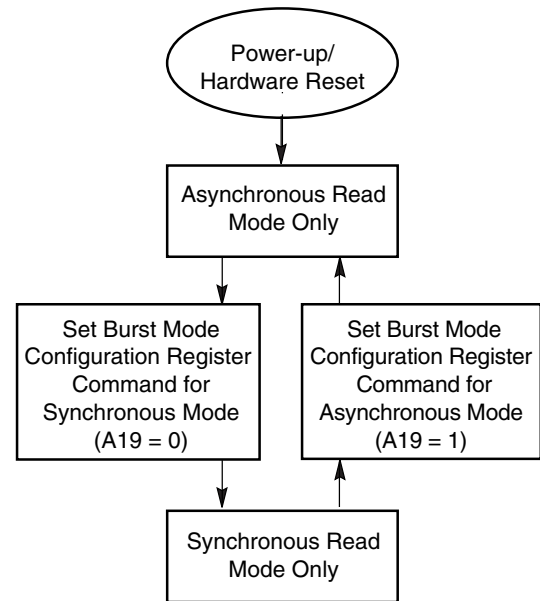 Power-up/
Hardware Reset
Asynchronous Read
Mode Only
Set Burst Mode
Configuration Register
Command for
Synchronous Mode
(A19 = 0)
Set Burst Mode
Configuration Register
Command for
Asynchronous Mode
(A19 = 1)
Synchronous Read
Mode Only